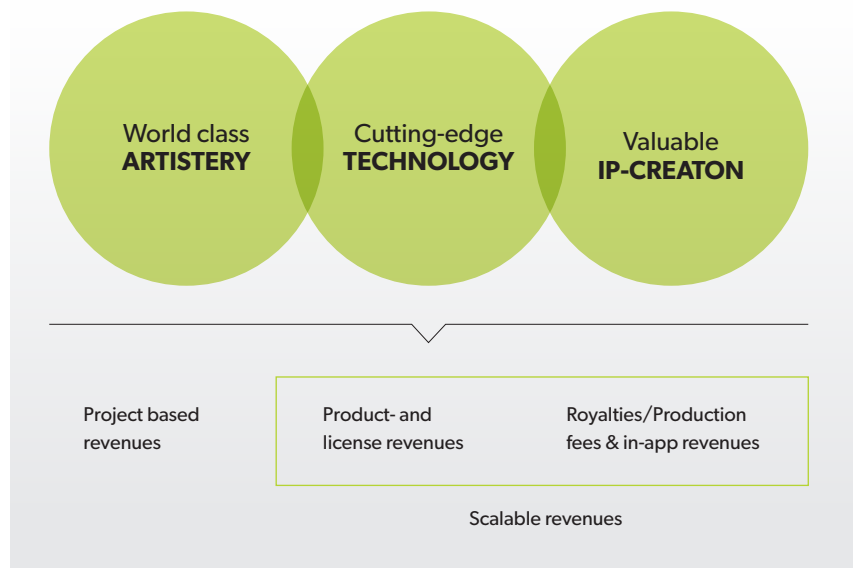 World class
ARTISTERY
Cutting-edge
TECHNOLOGY
Valuable
IP-CREATON
Project based
revenues
Product- and
license revenues
Royalties/Production
fees & in-app revenues
Scalable revenues